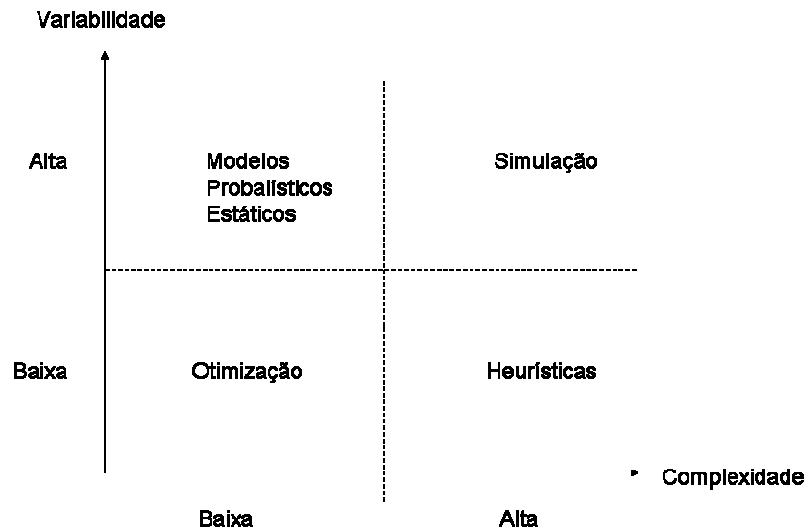 Variabilidade
Alta
Modelos
Probalísticos
Estáticos
Simulação
Baixa
Otimização
Heurísticas
Complexidade
Baixa
Alta